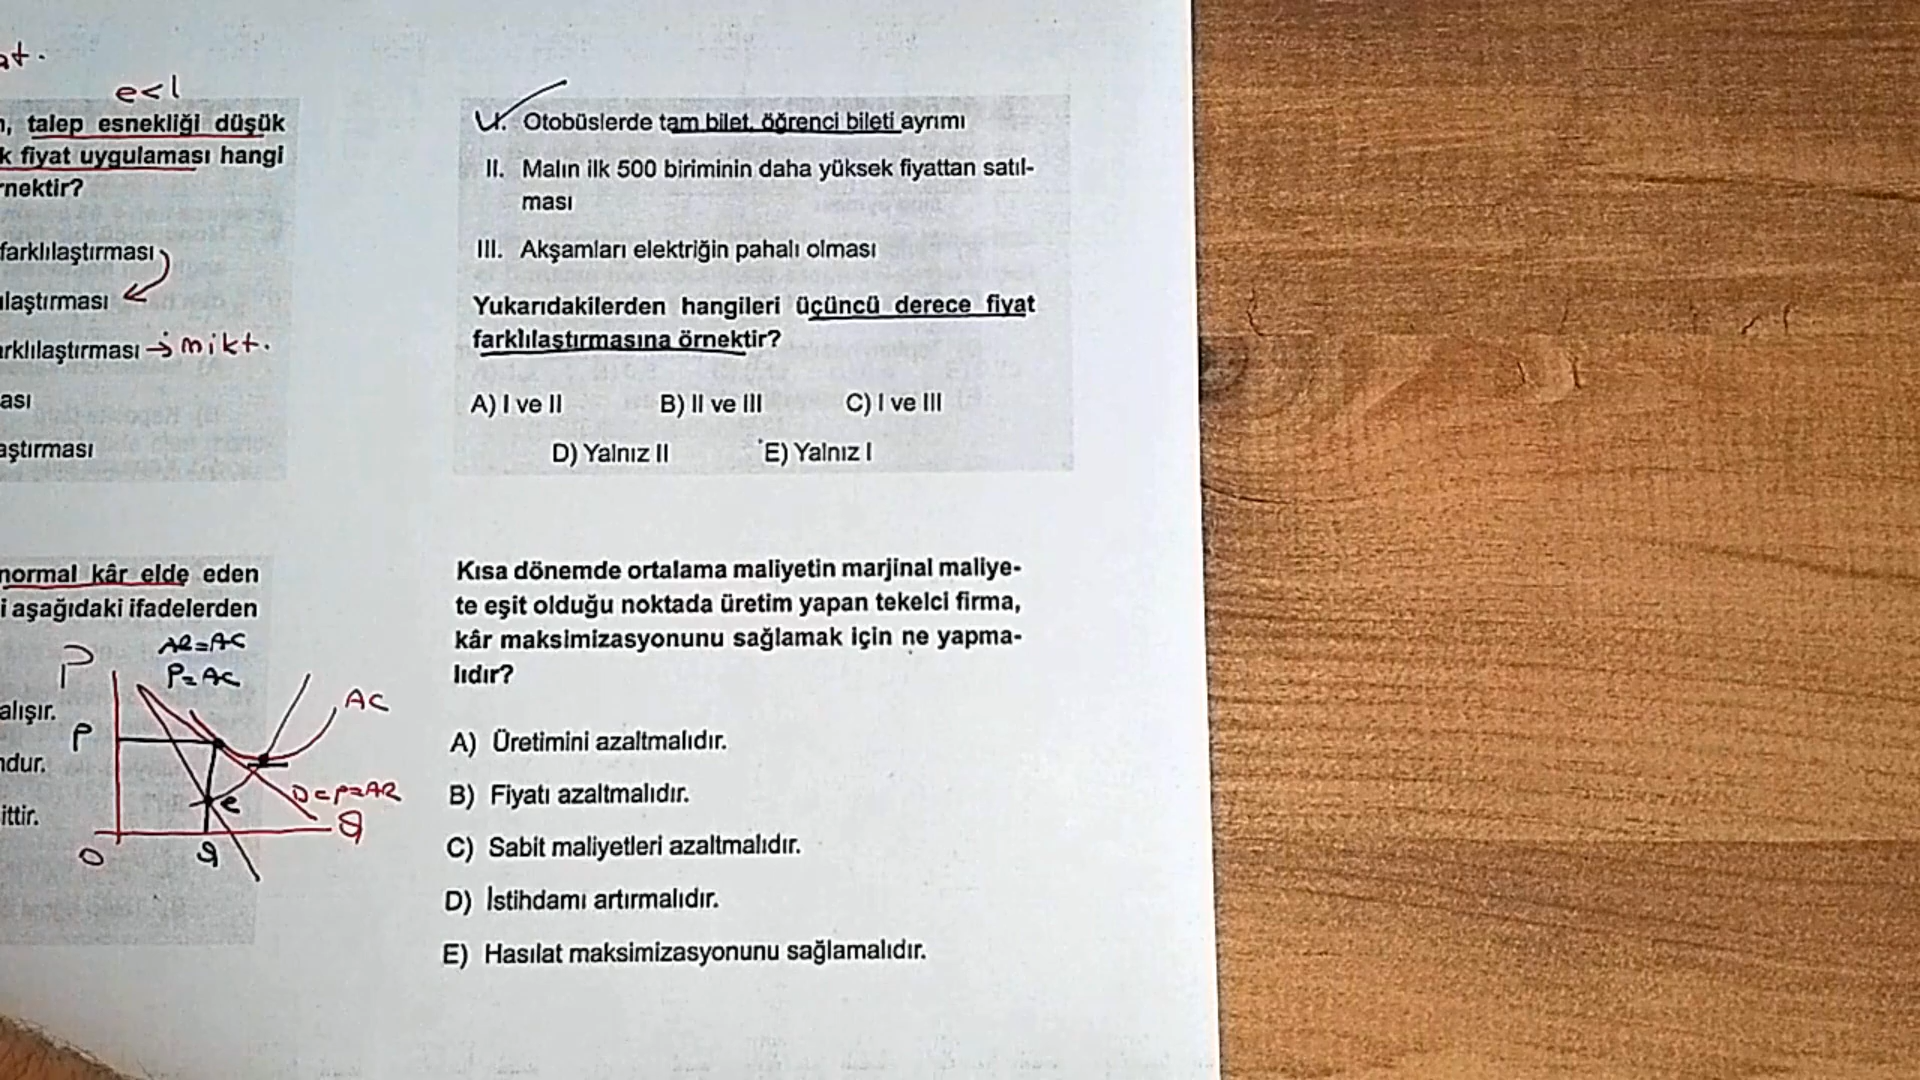 at.
e<1
talep esnekliği düşük
k fiyat uygulaması hangi
rnektir?
farklılaştırması
ılaştırması
arklılaştırması → mikt.
ası
aştırması
normal kâr elde eden
i aşağıdaki ifadelerden
AR=AC
P=AC
P
alışır.
P
AC
ndur.
D=P=AR
e
ittir.
Q
0
q
I. Otobüslerde tam bilet, öğrenci bileti ayrımı
II. Malın ilk 500 biriminin daha yüksek fiyattan satıl-
ması
III. Akşamları elektriğin pahalı olması
Yukarıdakilerden hangileri üçüncü derece fiyat
farklılaştırmasına örnektir?
A) I ve II B) II ve III C) I ve III
D) Yalnız II E) Yalnız I
Kısa dönemde ortalama maliyetin marjinal maliye-
te eşit olduğu noktada üretim yapan tekelci firma,
kâr maksimizasyonunu sağlamak için ne yapma-
lıdır?
A) Üretimini azaltmalıdır.
B) Fiyatı azaltmalıdır.
C) Sabit maliyetleri azaltmalıdır.
D) İstihdamı artırmalıdır.
E) Hasılat maksimizasyonunu sağlamalıdır.